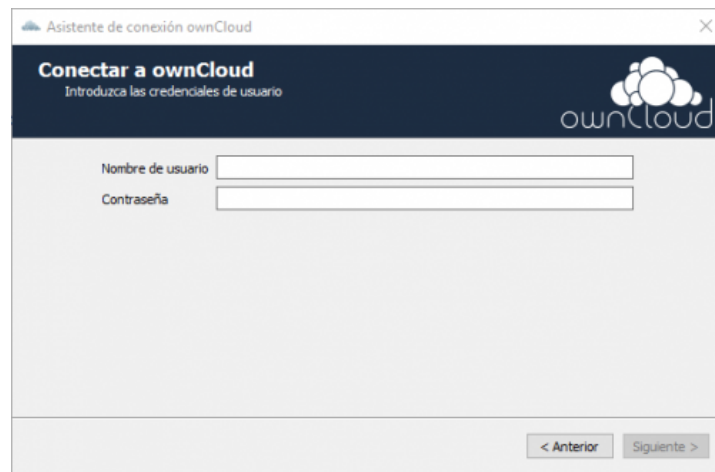 Asistente de conexión ownCloud
Conectar a ownCloud
Introduzca las credenciales de usuario
ownCloud
Nombre de usuario
Contraseña
< Anterior
Siguiente >